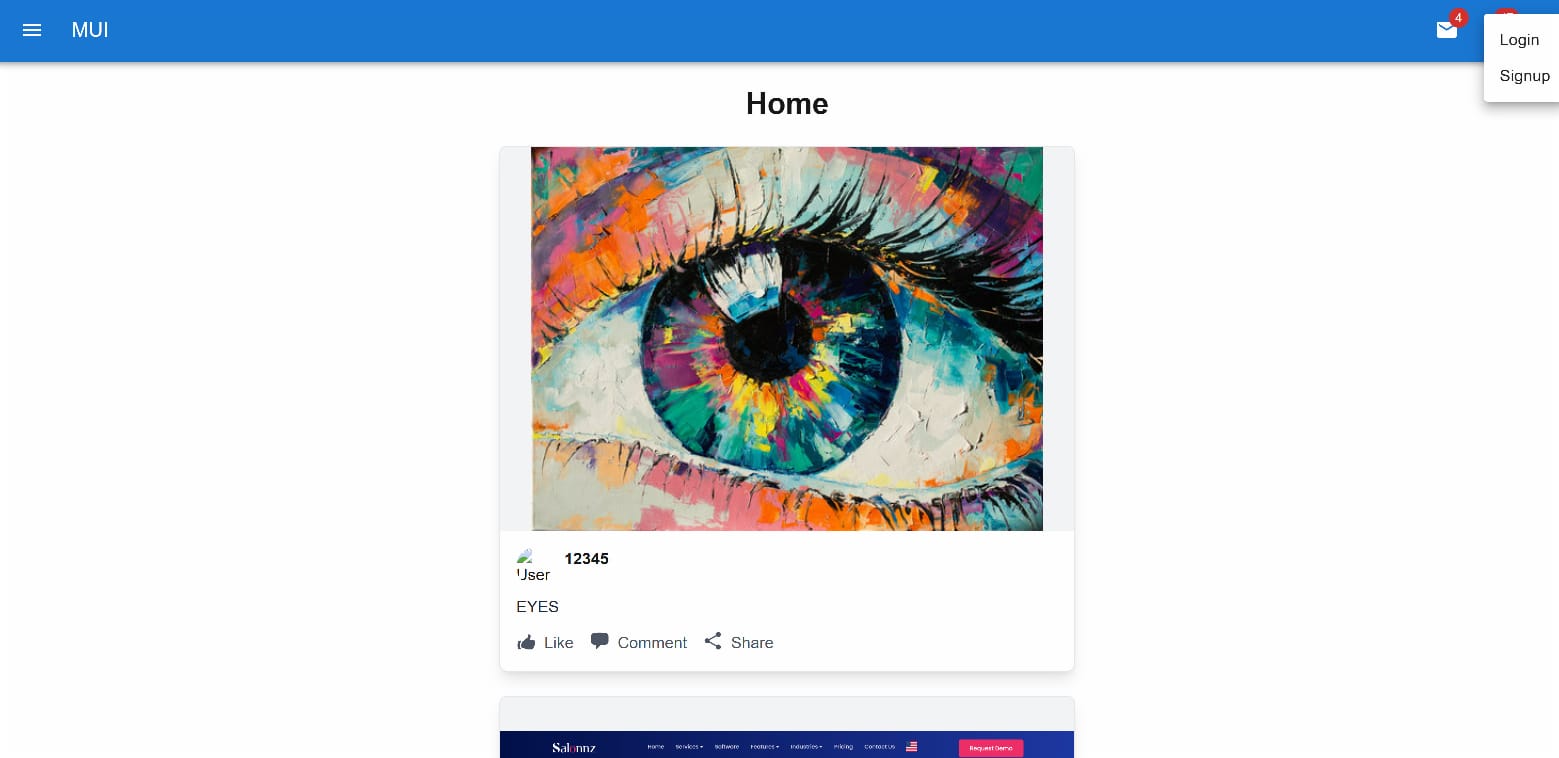 MUI
4
Login
Signup
Home
User
12345
EYES
Like Comment Share
Salonnz Home Services Software Features Industries Pricing Contact Us Request Demo